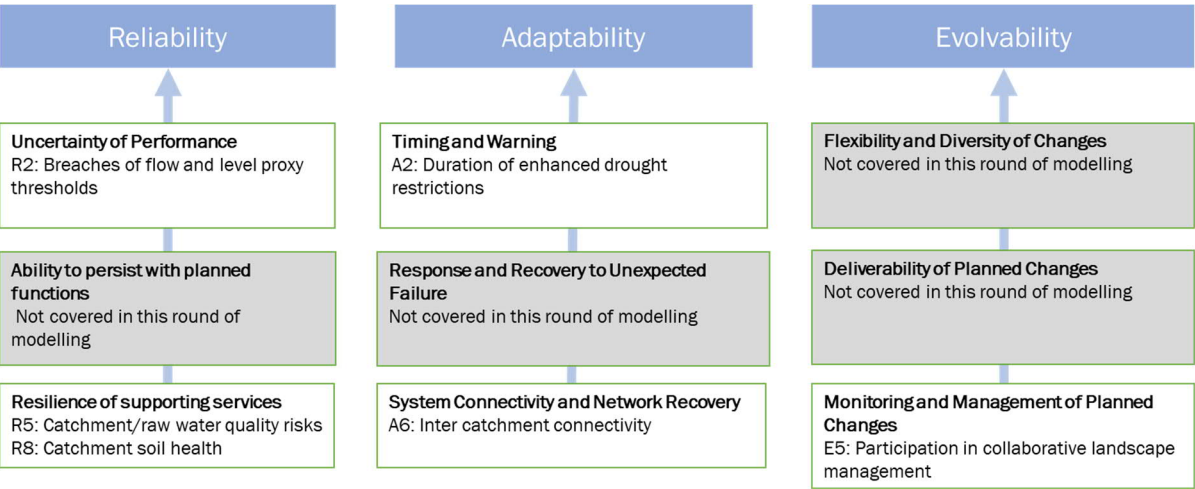 Reliability
Uncertainty of Performance
R2: Breaches of flow and level proxy
thresholds
Ability to persist with planned
functions
Not covered in this round of
modelling
Resilience of supporting services
R5: Catchment/raw water quality risks
R8: Catchment soil health
Adaptability
Timing and Warning
A2: Duration of enhanced drought
restrictions
Response and Recovery to Unexpected
Failure
Not covered in this round of modelling
System Connectivity and Network Recovery
A6: Inter catchment connectivity
Evolvability
Flexibility and Diversity of Changes
Not covered in this round of modelling
Deliverability of Planned Changes
Not covered in this round of modelling
Monitoring and Management of Planned
Changes
E5: Participation in collaborative landscape
management